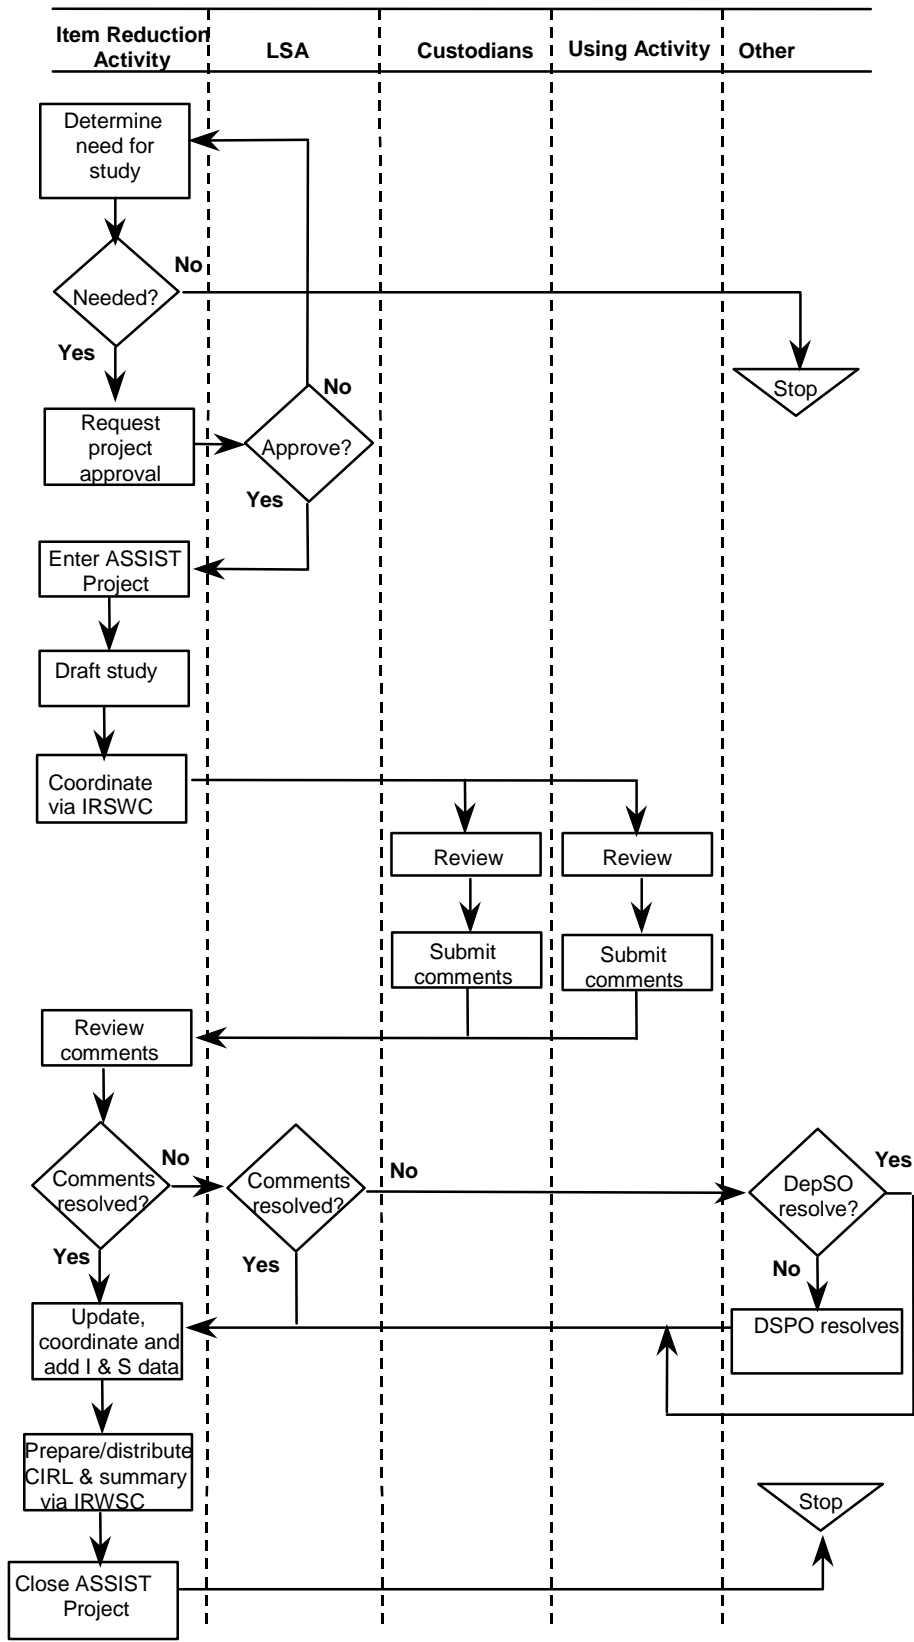 Item Reduction Activity
LSA
Custodians
Using Activity
Other
Determine
need for
study
No
Needed?
Yes
Stop
No
Request
project
approval
Approve?
Yes
Enter ASSIST
Project
Draft study
Coordinate
via IRSWC
Review
Review
Submit
comments
Submit
comments
Review
comments
Comments
resolved?
No
Comments
resolved?
No
DepSO
resolve?
Yes
Yes
Yes
No
Update,
coordinate and
add I & S data
DSPO resolves
Prepare/distribute
CIRL & summary
via IRWSC
Stop
Close ASSIST
Project